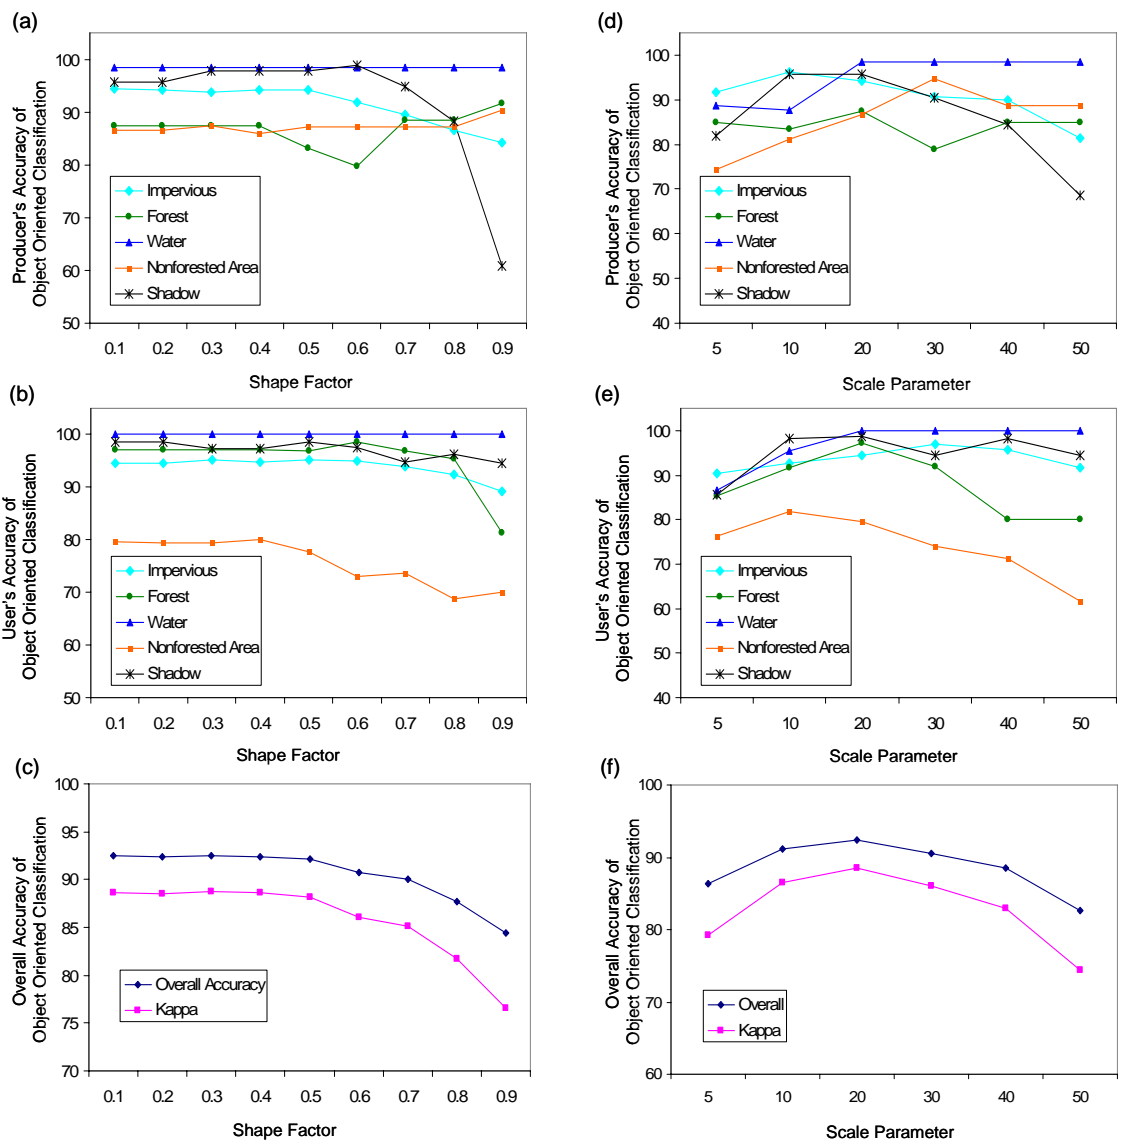 (a)
100
90
80
70
60
50
Producer's Accuracy of
Object Oriented Classification
Impervious
Forest
Water
Nonforested Area
Shadow
0.1 0.2 0.3 0.4 0.5 0.6 0.7 0.8 0.9
Shape Factor
(d)
100
90
80
70
60
50
40
Producer's Accuracy of
Object Oriented Classification
Impervious
Forest
Water
Nonforested Area
Shadow
5 10 20 30 40 50
Scale Parameter
(b)
100
90
80
70
60
50
User's Accuracy of
Object Oriented Classification
Impervious
Forest
Water
Nonforested Area
Shadow
0.1 0.2 0.3 0.4 0.5 0.6 0.7 0.8 0.9
Shape Factor
(e)
100
90
80
70
60
50
40
User's Accuracy of
Object Oriented Classification
Impervious
Forest
Water
Nonforested Area
Shadow
5 10 20 30 40 50
Scale Parameter
(c)
100
95
90
85
80
75
70
Overall Accuracy of
Object Oriented Classification
Overall Accuracy
Kappa
0.1 0.2 0.3 0.4 0.5 0.6 0.7 0.8 0.9
Shape Factor
(f)
100
90
80
70
60
Overall Accuracy of
Object Oriented Classification
Overall
Kappa
5 10 20 30 40 50
Scale Parameter